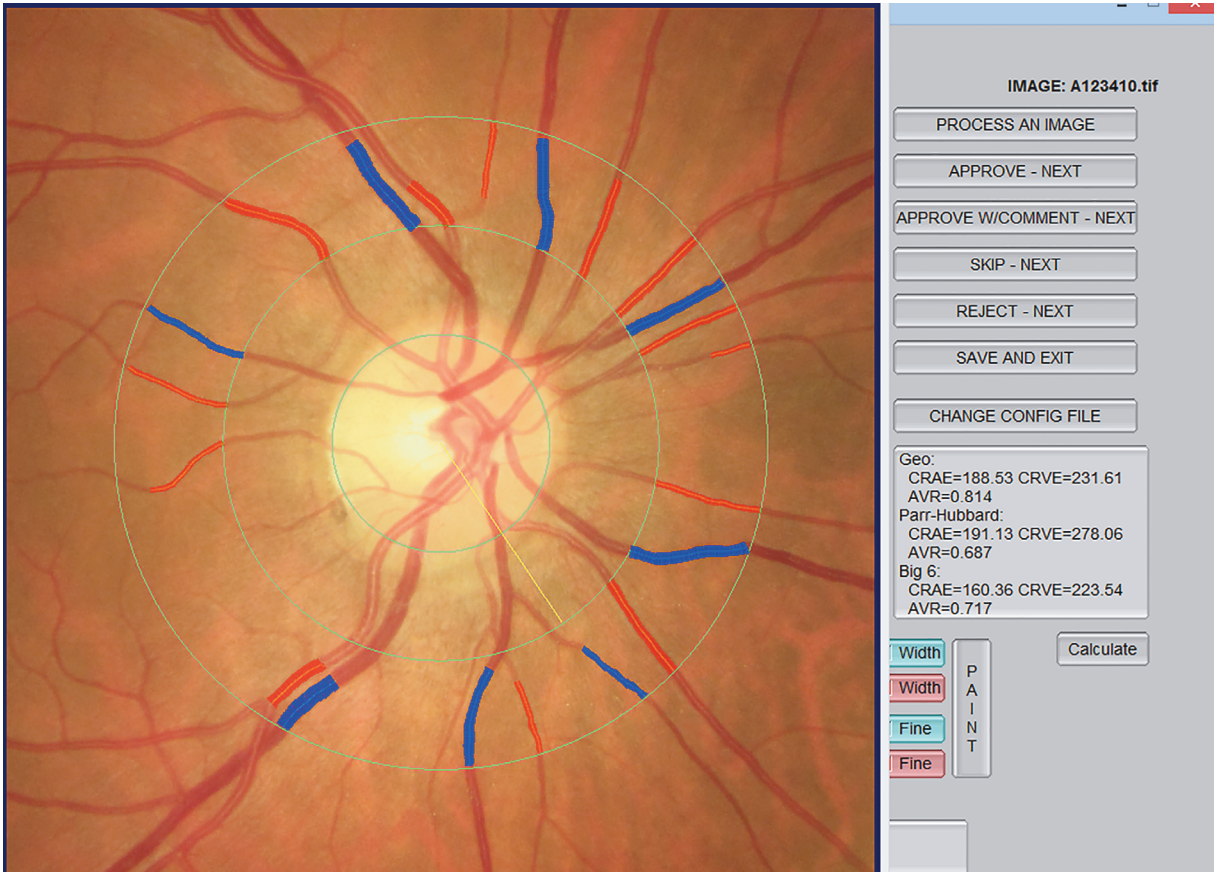 IMAGE: A123410.tif
PROCESS AN IMAGE
APPROVE - NEXT
APPROVE W/COMMENT - NEXT
SKIP - NEXT
REJECT - NEXT
SAVE AND EXIT
CHANGE CONFIG FILE
Geo:
CRAE=188.53 CRVE=231.61
AVR=0.814
Parr-Hubbard:
CRAE=191.13 CRVE=278.06
AVR=0.687
Big 6:
CRAE=160.36 CRVE=223.54
AVR=0.717
Width
Width
Fine
Fine
P
A
I
N
T
Calculate